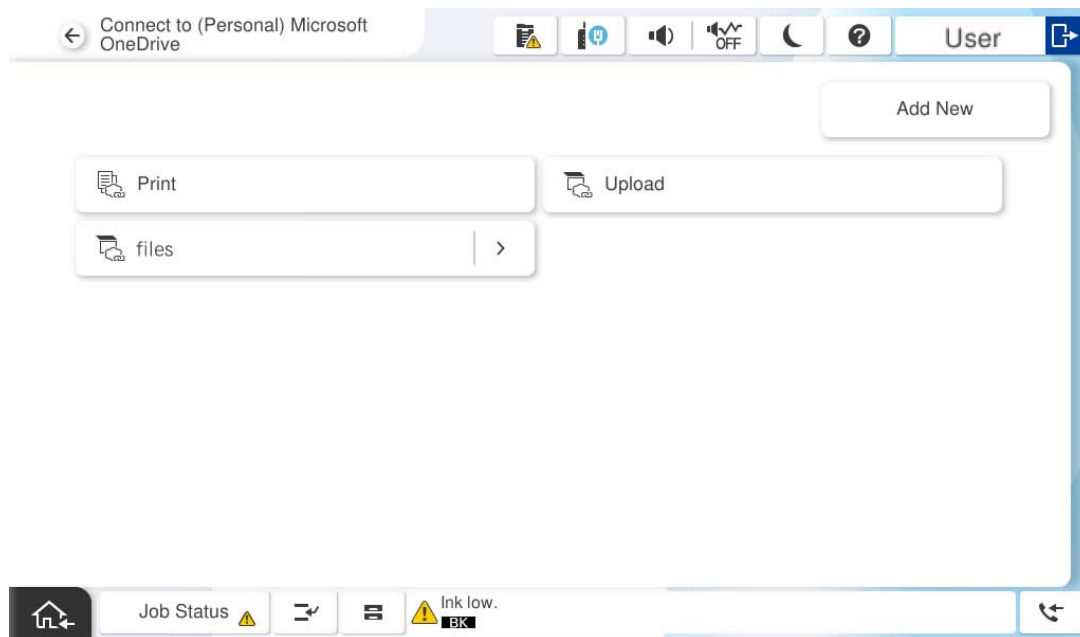 Connect to (Personal) Microsoft
OneDrive
OFF
?
User
Add New
Print
Upload
files
Job Status
Ink low.
BK